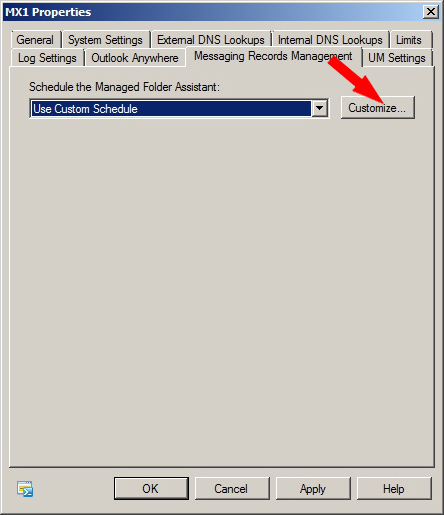 MX1 Properties
General System Settings External DNS Lookups Internal DNS Lookups Limits
Log Settings Outlook Anywhere Messaging Records Management UM Settings
Schedule the Managed Folder Assistant:
Use Custom Schedule Customize...
OK Cancel Apply Help